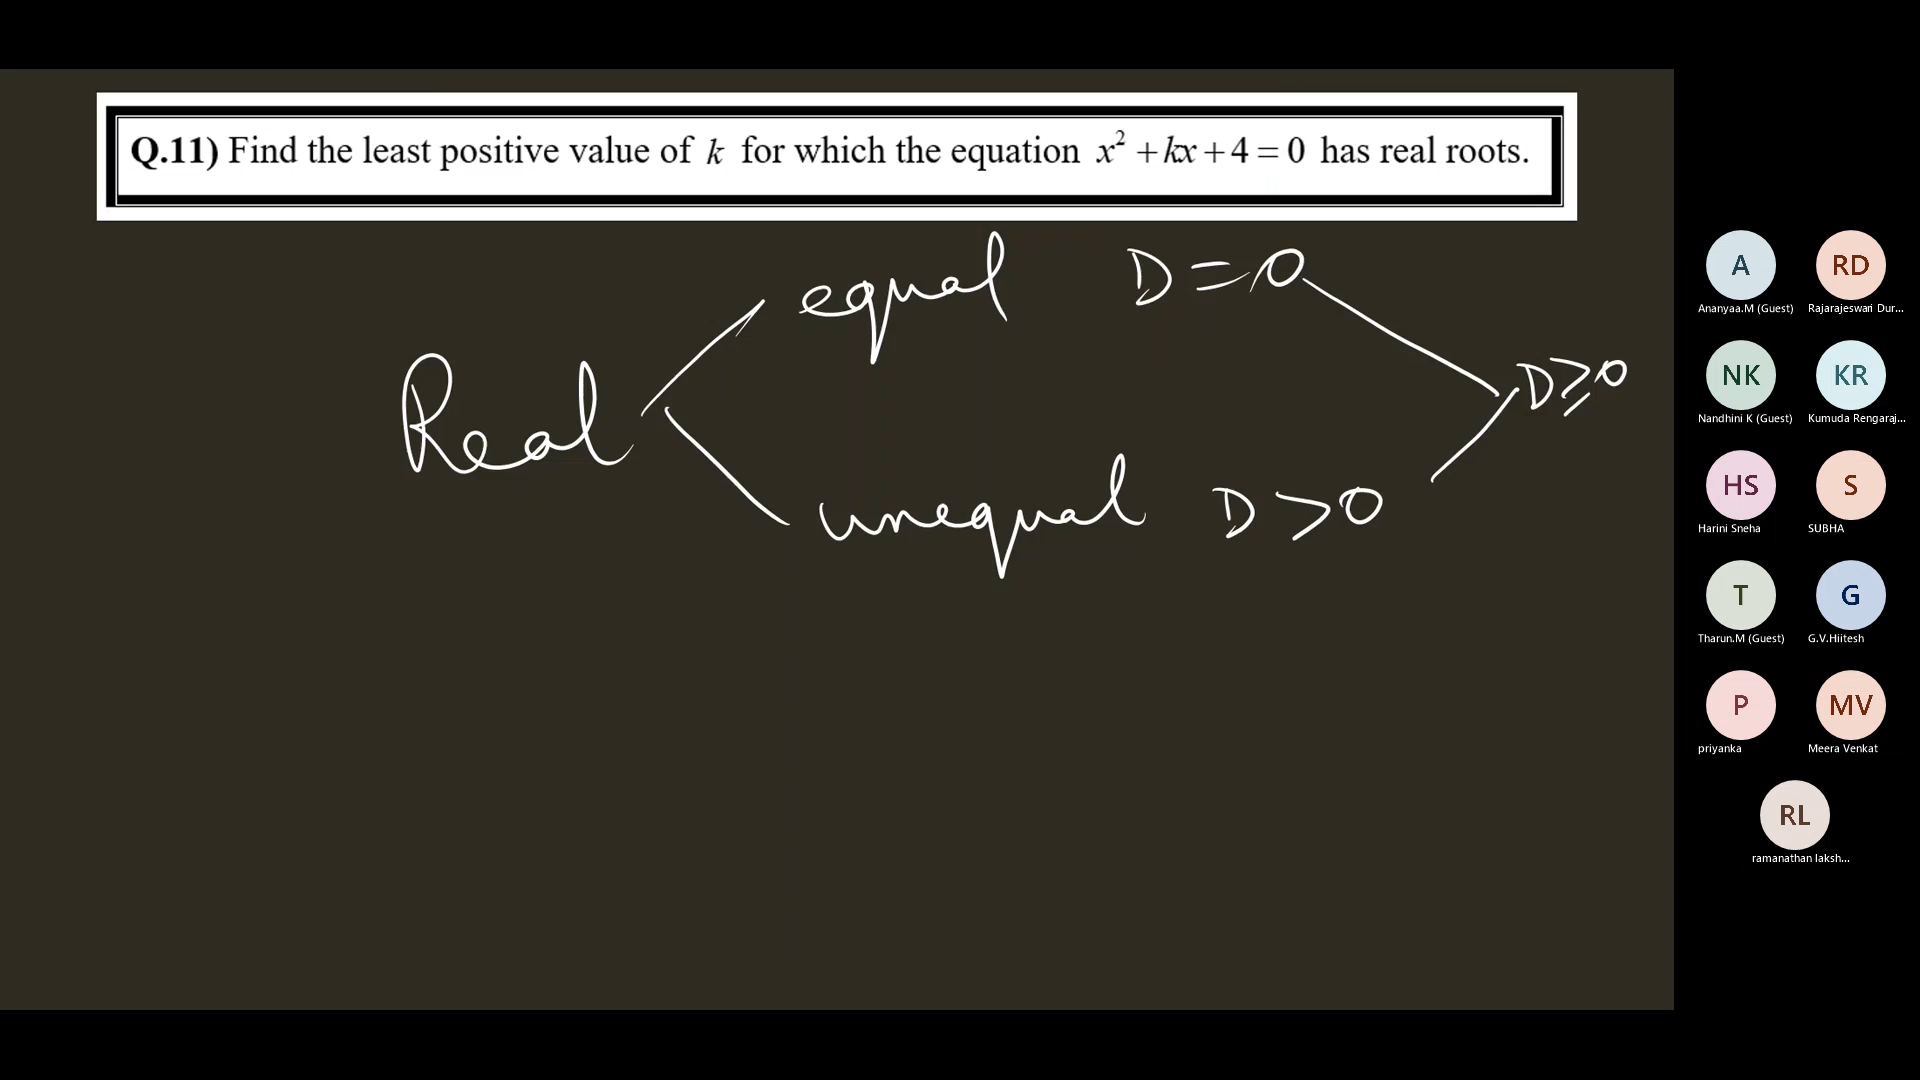 Q.11) Find the least positive value of k for which the equation x² + kx + 4 = 0 has real roots.
equal D = 0
Real
D ≥ 0
unequal D > 0
A RD
Ananyaa.M (Guest) Rajarajeswari Dur...
NK KR
Nandhini K (Guest) Kumuda Rengaraj...
HS S
Harini Sneha SUBHA
T G
Tharun.M (Guest) G.V.Hiitesh
P MV
priyanka Meera Venkat
RL
ramanathan laksh...